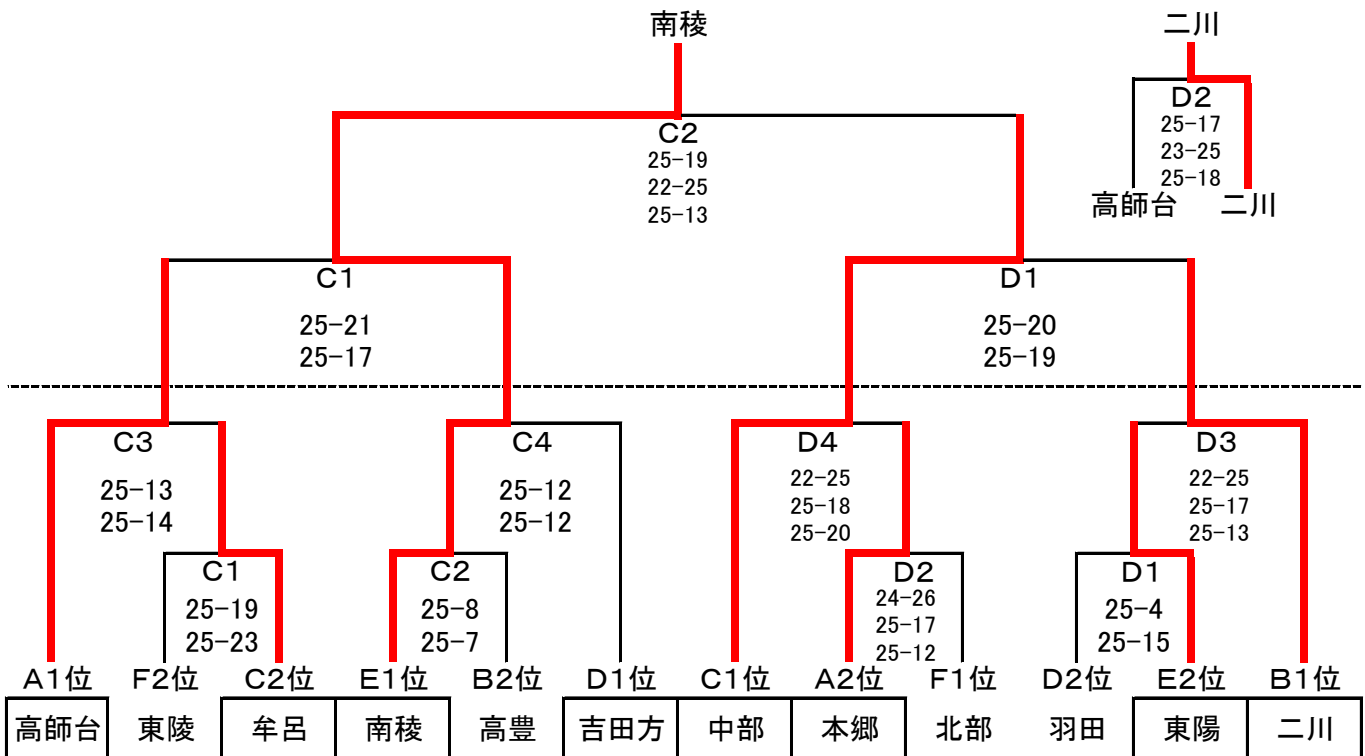 南稜 二川
D2
25-17
23-25
25-18
高師台 二川
C2
25-19
22-25
25-13
C1 D1
25-21 25-20
25-17 25-19
C3 C4 D4 D3
25-13 25-12 22-25 22-25
25-14 25-12 25-18 25-17
25-20 25-13
C1 C2 D2 D1
25-19 25-8 24-26 25-4
25-23 25-7 25-17 25-15
25-12
A1位 F2位 C2位 E1位 B2位 D1位 C1位 A2位 F1位 D2位 E2位 B1位
高師台 東陵 牟呂 南稜 高豊 吉田方 中部 本郷 北部 羽田 東陽 二川